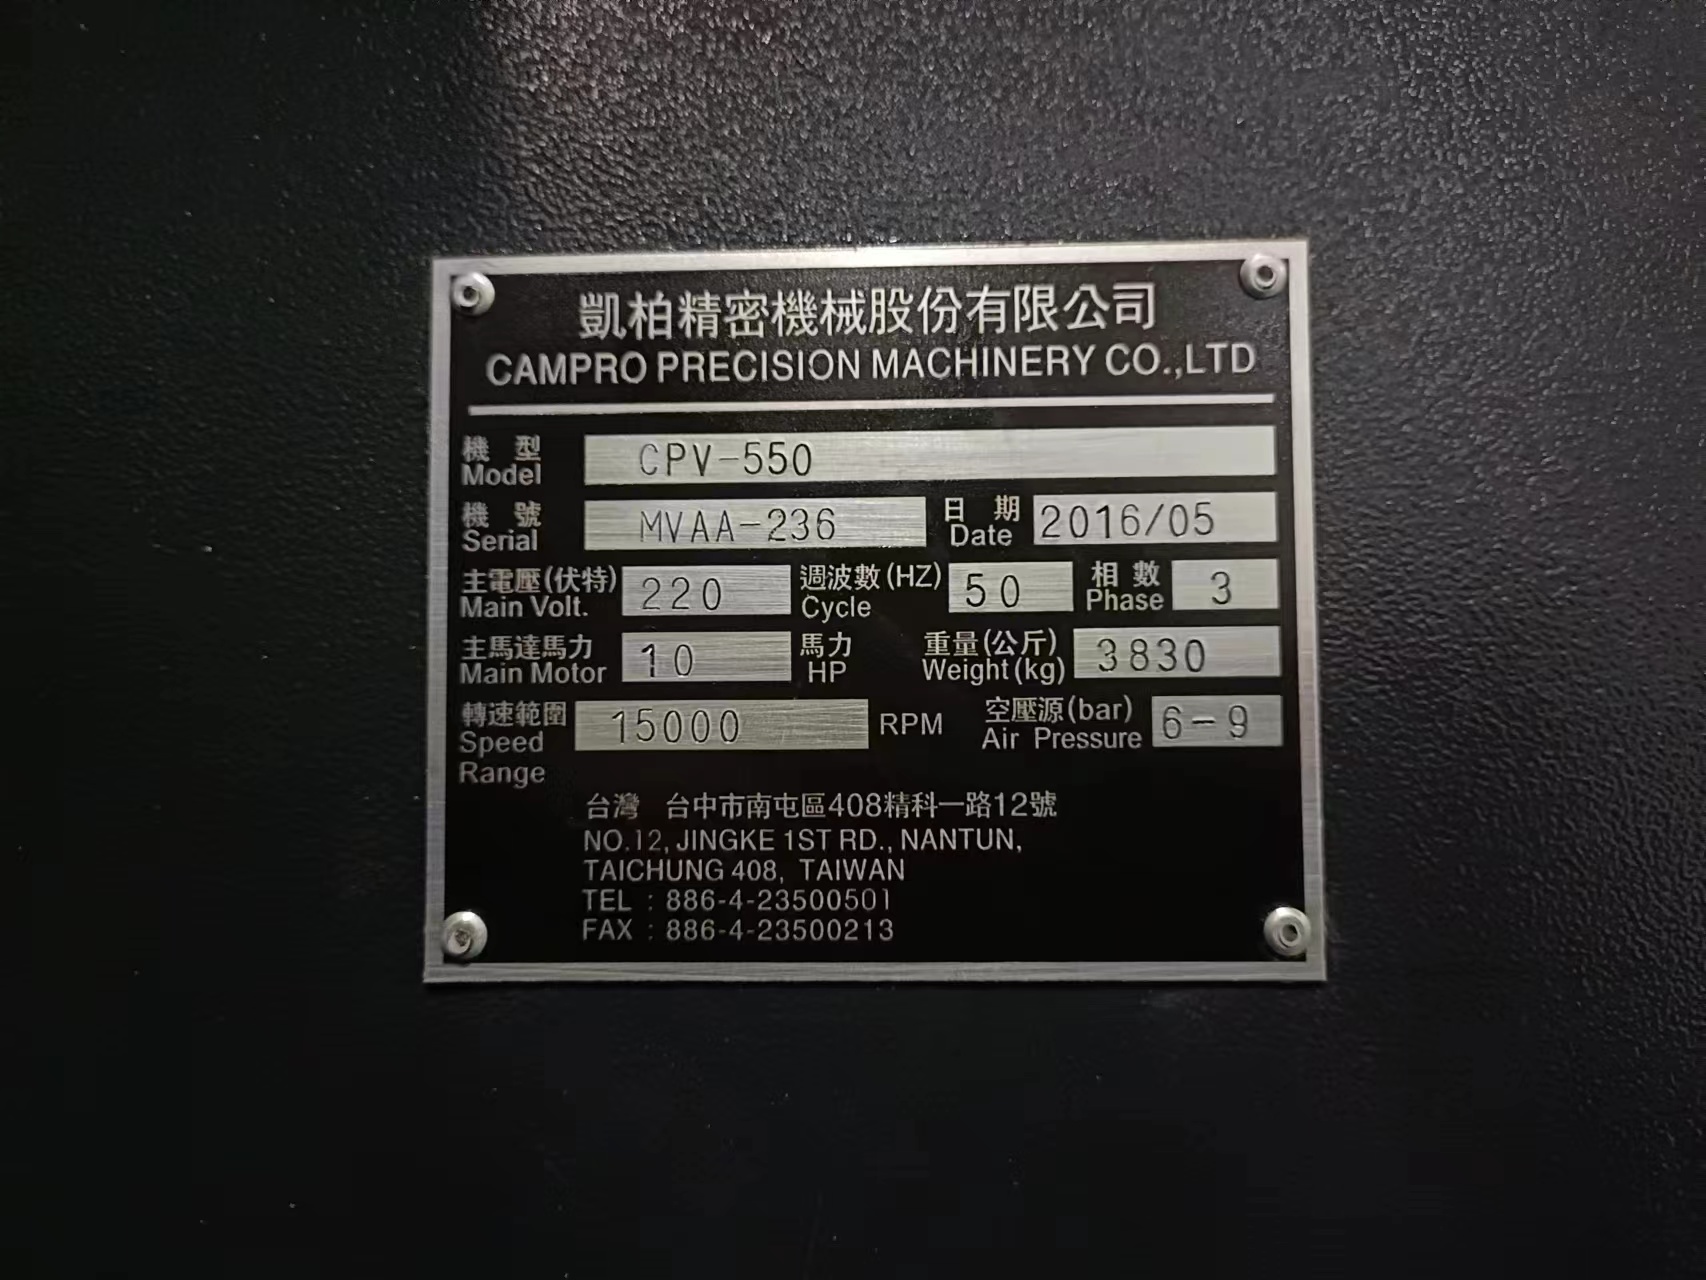 凱柏精密機械股份有限公司
CAMPRO PRECISION MACHINERY CO.,LTD
機 型 CPV-550
Model
機 號 MVAA-236 日 期 2016/05
Serial Date
主電壓(伏特) 220 週波數(HZ) 50 相 數 3
Main Volt. Cycle Phase
主馬達馬力 10 馬力 重量(公斤) 3830
Main Motor HP Weight(kg)
轉速範圍 15000 RPM 空壓源(bar) 6-9
Speed Air Pressure
Range
台灣 台中市南屯區408精科一路12號
NO.12, JINGKE 1ST RD., NANTUN,
TAICHUNG 408, TAIWAN
TEL : 886-4-23500501
FAX : 886-4-23500213